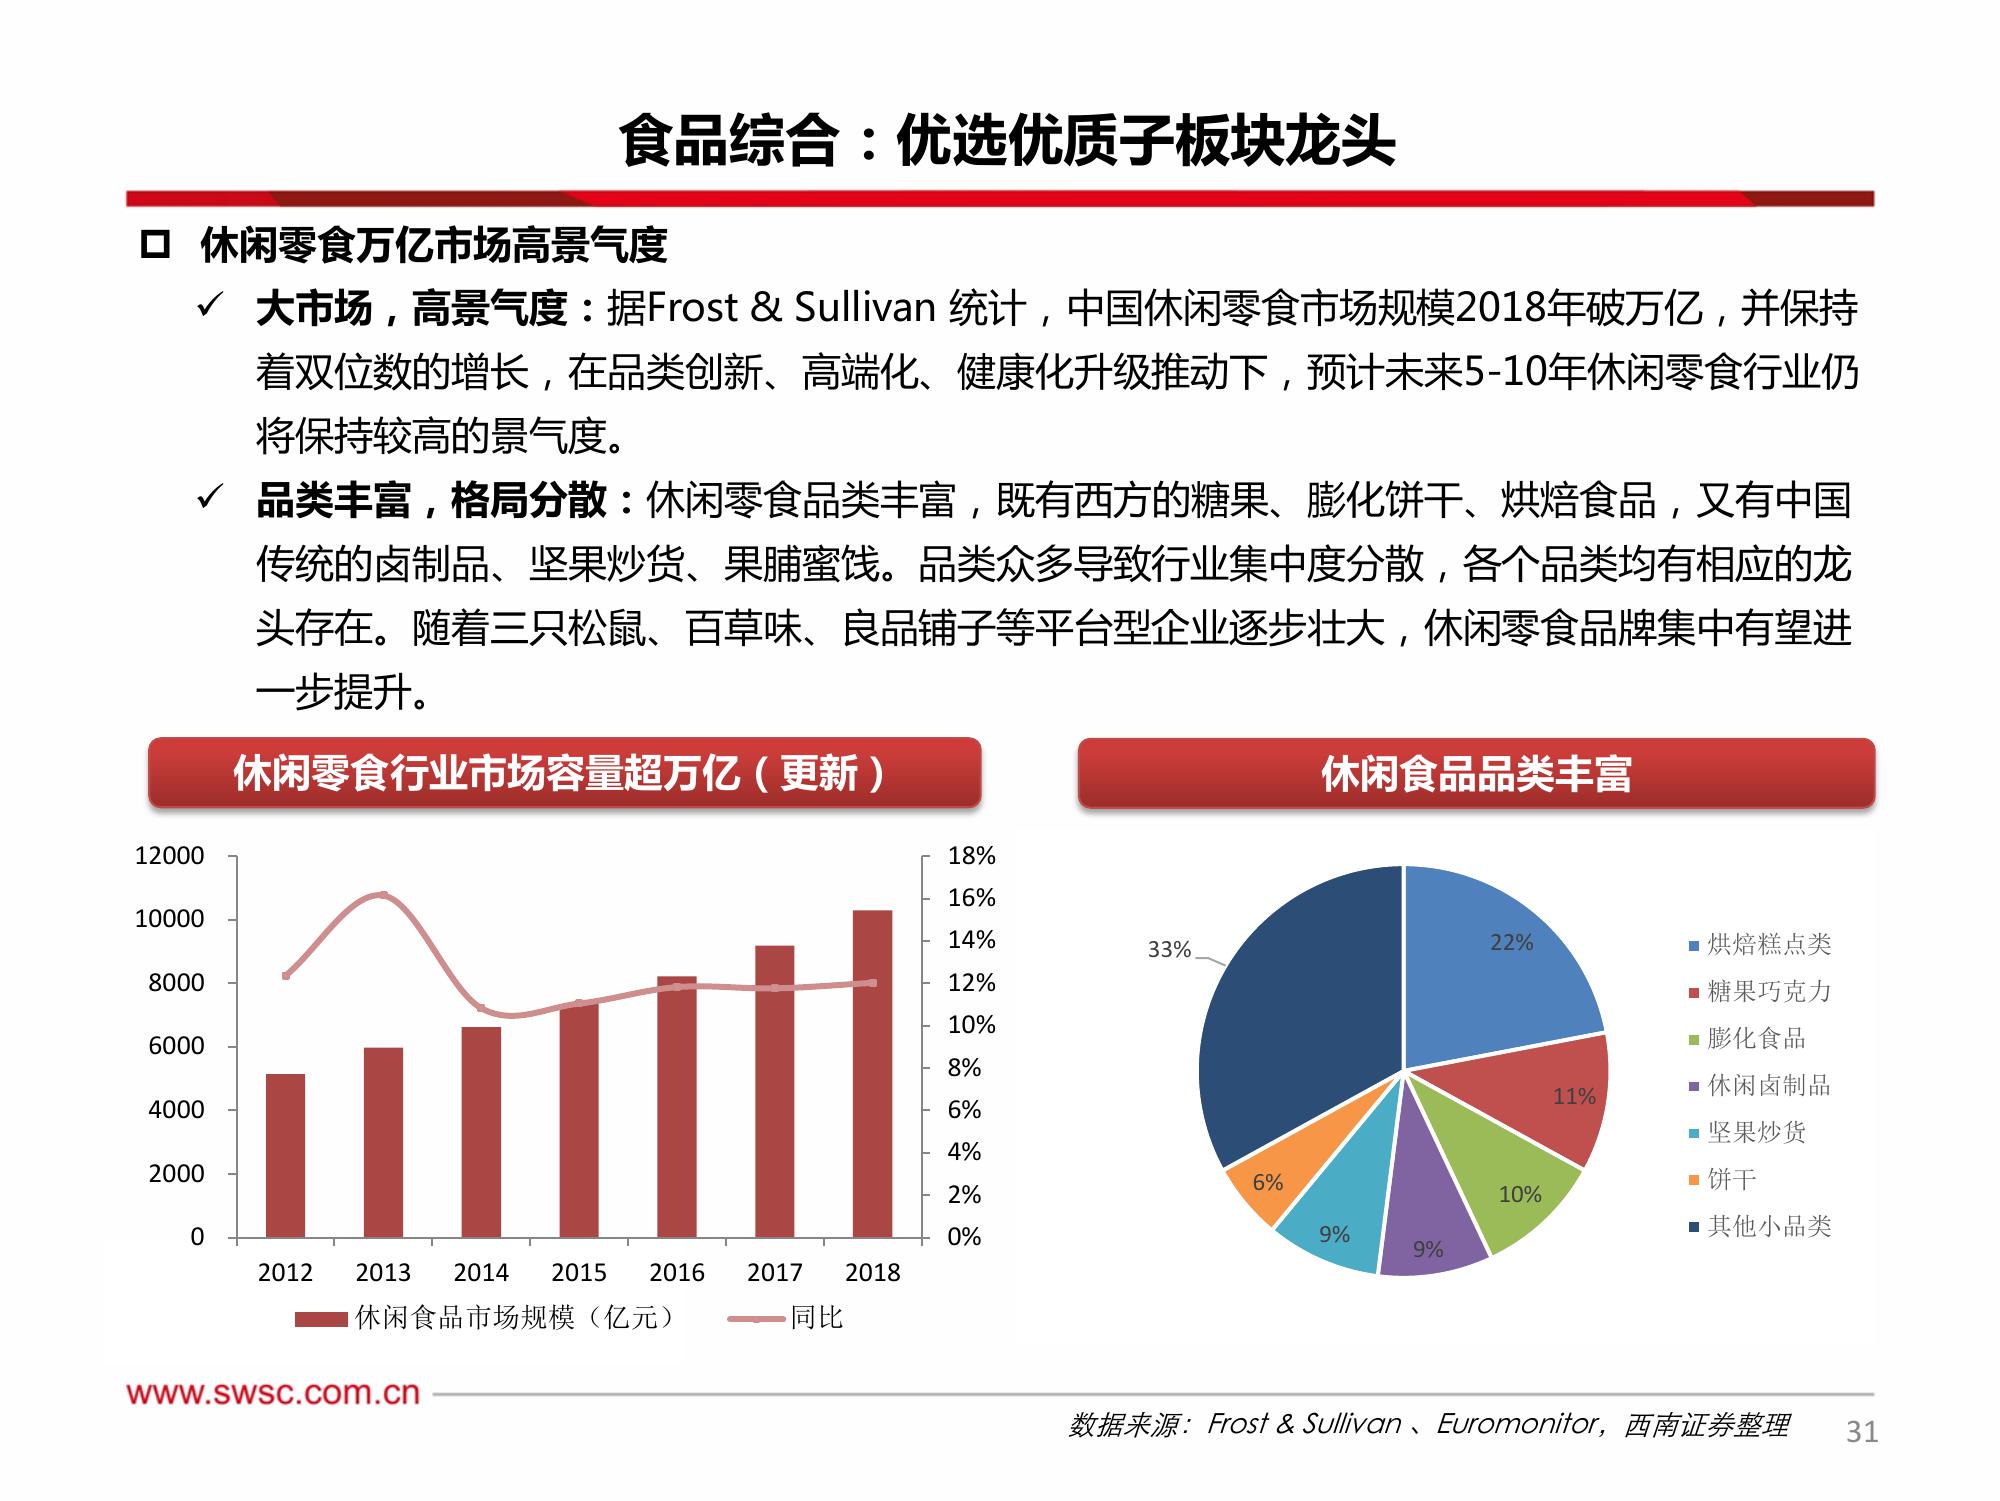 食品综合：优选优质子板块龙头
休闲零食万亿市场高景气度
大市场，高景气度：据Frost & Sullivan 统计，中国休闲零食市场规模2018年破万亿，并保持
着双位数的增长，在品类创新、高端化、健康化升级推动下，预计未来5-10年休闲零食行业仍
将保持较高的景气度。
品类丰富，格局分散：休闲零食品类丰富，既有西方的糖果、膨化饼干、烘焙食品，又有中国
传统的卤制品、坚果炒货、果脯蜜饯。品类众多导致行业集中度分散，各个品类均有相应的龙
头存在。随着三只松鼠、百草味、良品铺子等平台型企业逐步壮大，休闲零食品牌集中有望进
一步提升。
休闲零食行业市场容量超万亿（更新）
12000
10000
8000
6000
4000
2000
0
18%
16%
14%
12%
10%
8%
6%
4%
2%
0%
2012 2013 2014 2015 2016 2017 2018
休闲食品市场规模（亿元） 同比
休闲食品品类丰富
22%
11%
10%
9%
9%
6%
33%
烘焙糕点类
糖果巧克力
膨化食品
休闲卤制品
坚果炒货
饼干
其他小品类
www.swsc.com.cn
数据来源：Frost & Sullivan 、Euromonitor，西南证券整理
31